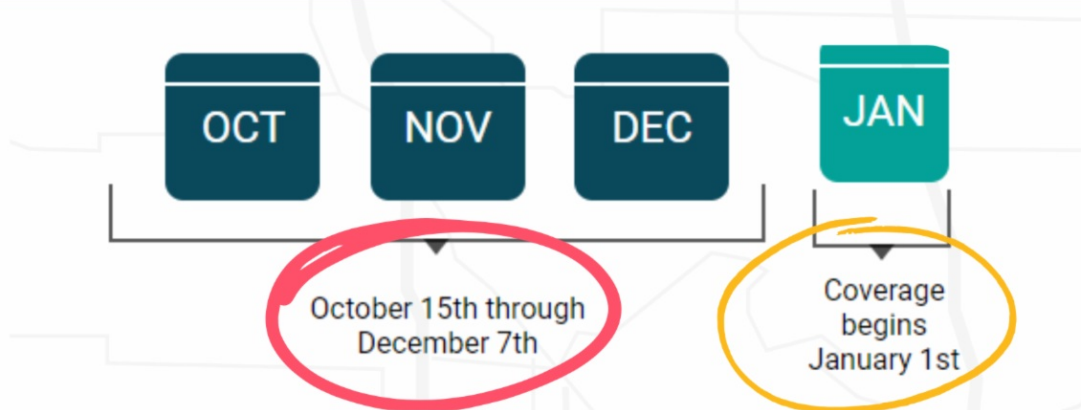 OCT
NOV
DEC
JAN
October 15th through
December 7th
Coverage
begins
January 1st